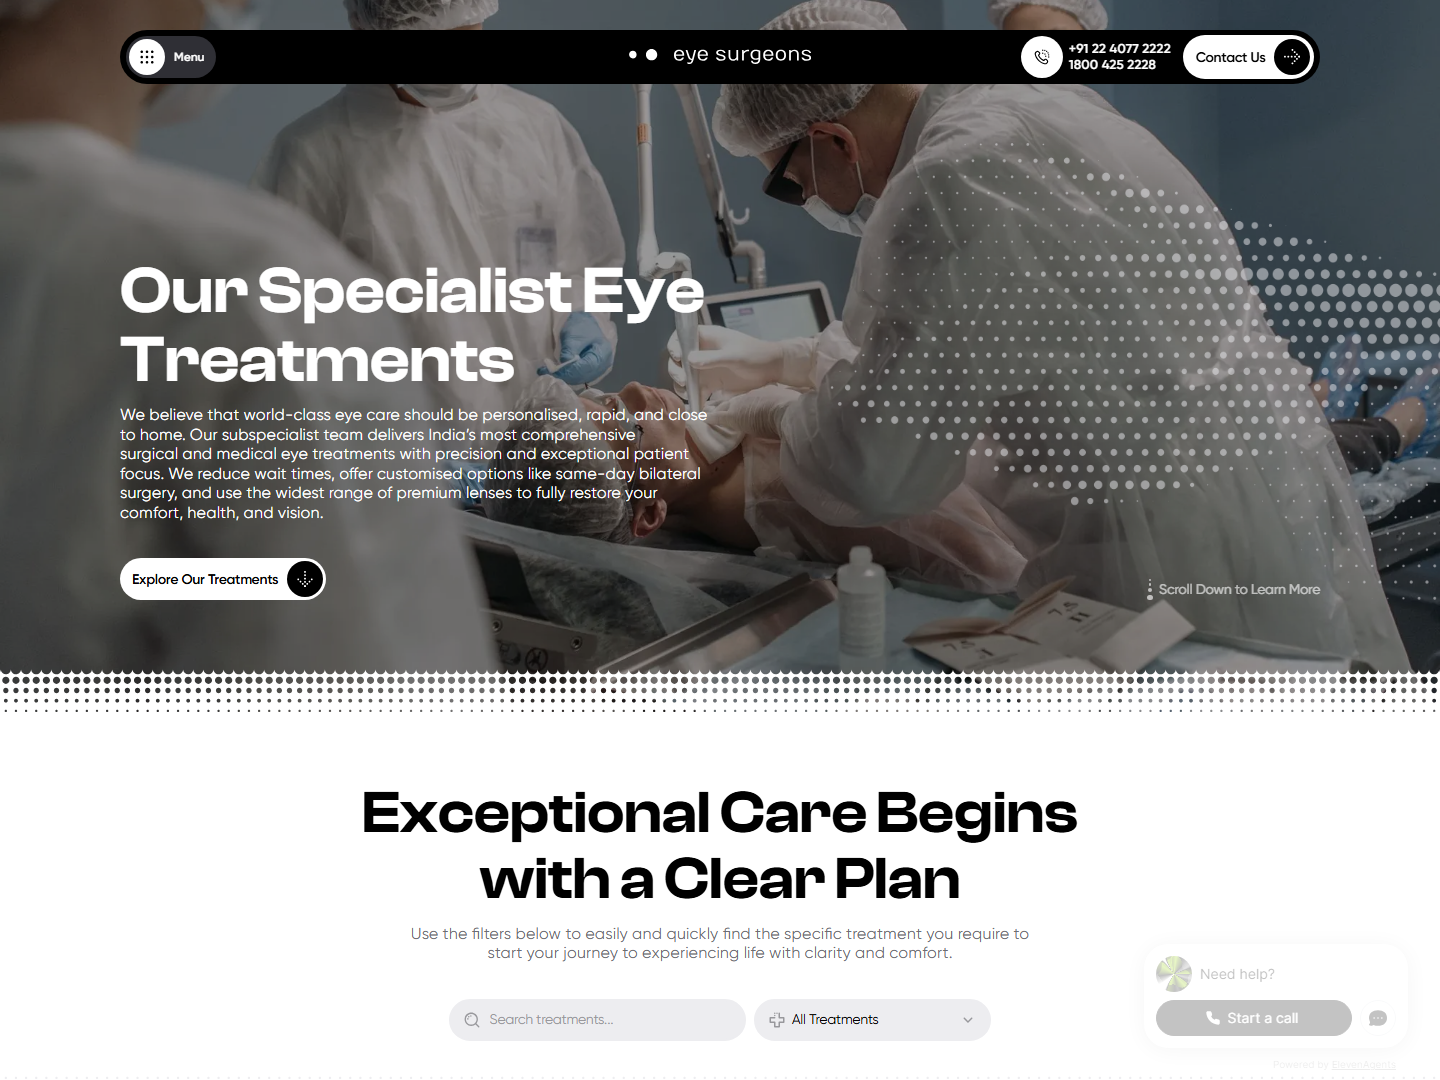 Menu
eye surgeons
+91 22 4077 2222
1800 425 2228
Contact Us
Our Specialist Eye
Treatments
We believe that world-class eye care should be personalised, rapid, and close
to home. Our subspecialist team delivers India’s most comprehensive
surgical and medical eye treatments with precision and exceptional patient
focus. We reduce wait times, offer customised options like same-day bilateral
surgery, and use the widest range of premium lenses to fully restore your
comfort, health, and vision.
Explore Our Treatments
Scroll Down to Learn More
Exceptional Care Begins
with a Clear Plan
Use the filters below to easily and quickly find the specific treatment you require to
start your journey to experiencing life with clarity and comfort.
Search treatments...
All Treatments
Need help?
Start a call
Powered by ElevenAgents